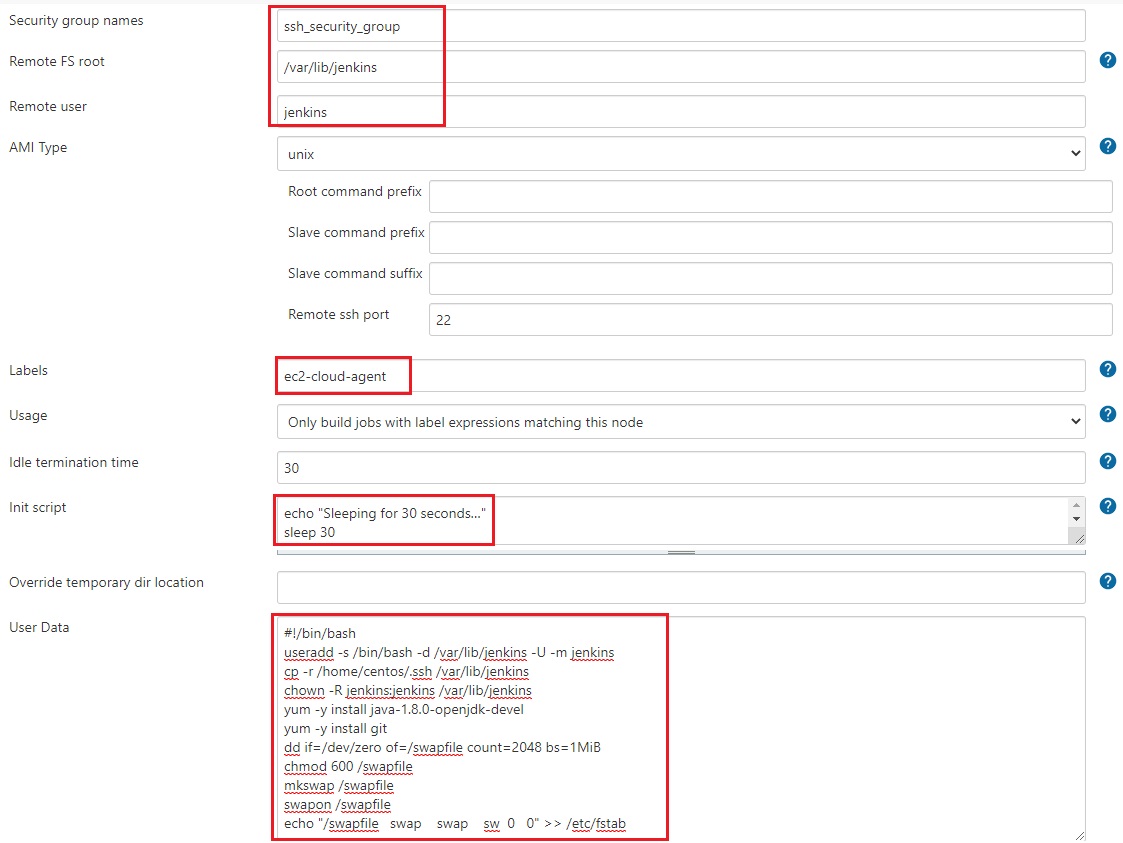 Security group names
ssh_security_group
Remote FS root
/var/lib/jenkins
Remote user
jenkins
AMI Type
unix
Root command prefix
Slave command prefix
Slave command suffix
Remote ssh port
22
Labels
ec2-cloud-agent
Usage
Only build jobs with label expressions matching this node
Idle termination time
30
Init script
echo "Sleeping for 30 seconds..."
sleep 30
Override temporary dir location
User Data
#!/bin/bash
useradd -s /bin/bash -d /var/lib/jenkins -U -m jenkins
cp -r /home/centos/.ssh /var/lib/jenkins
chown -R jenkins:jenkins /var/lib/jenkins
yum -y install java-1.8.0-openjdk-devel
yum -y install git
dd if=/dev/zero of=/swapfile count=2048 bs=1MiB
chmod 600 /swapfile
mkswap /swapfile
swapon /swapfile
echo "/swapfile   swap    swap    sw  0   0" >> /etc/fstab